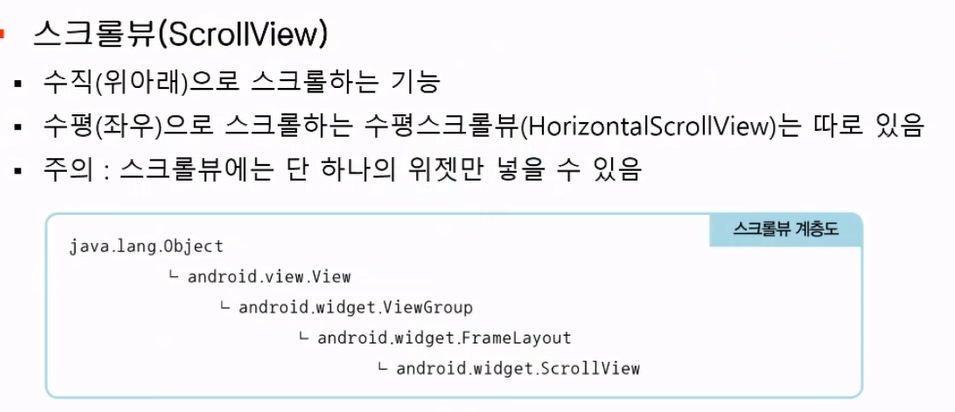 스크롤뷰(ScrollView)
수직(위아래)으로 스크롤하는 기능
수평(좌우)으로 스크롤하는 수평스크롤뷰(HorizontalScrollView)는 따로 있음
주의 : 스크롤뷰에는 단 하나의 위젯만 넣을 수 있음
스크롤뷰 계층도
java.lang.Object
└ android.view.View
└ android.widget.ViewGroup
└ android.widget.FrameLayout
└ android.widget.ScrollView